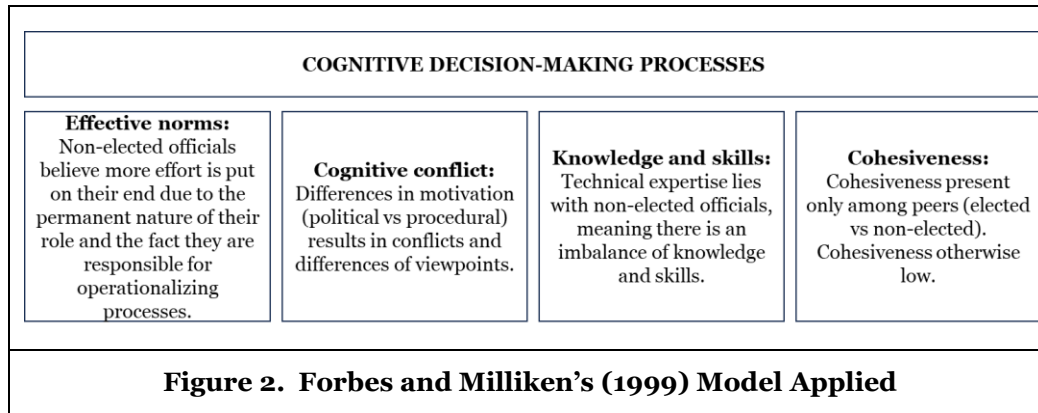 COGNITIVE DECISION-MAKING PROCESSES
Effective norms:
Non-elected officials
believe more effort is put
on their end due to the
permanent nature of their
role and the fact they are
responsible for
operationalizing
processes.
Cognitive conflict:
Differences in motivation
(political vs procedural)
results in conflicts and
differences of viewpoints.
Knowledge and skills:
Technical expertise lies
with non-elected officials,
meaning there is an
imbalance of knowledge
and skills.
Cohesiveness:
Cohesiveness present
only among peers (elected
vs non-elected).
Cohesiveness otherwise
low.
Figure 2. Forbes and Milliken’s (1999) Model Applied